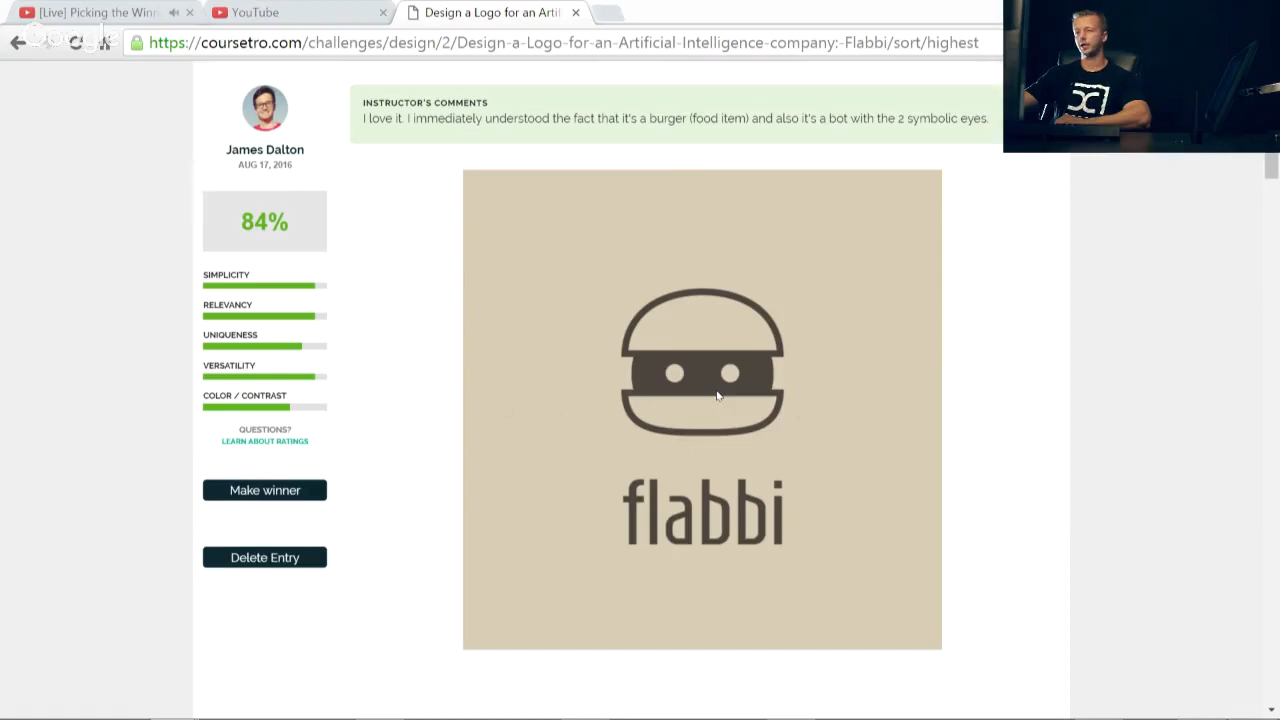 [Live] Picking the Winn
YouTube
Design a Logo for an Artif
https://coursetro.com/challenges/design/2/Design-a-Logo-for-an-Artificial-Intelligence-company:-Flabbi/sort/highest
James Dalton
AUG 17, 2016
84%
SIMPLICITY
RELEVANCY
UNIQUENESS
VERSATILITY
COLOR / CONTRAST
QUESTIONS?
LEARN ABOUT RATINGS
Make winner
Delete Entry
INSTRUCTOR'S COMMENTS
I love it. I immediately understood the fact that it's a burger (food item) and also it's a bot with the 2 symbolic eyes.
flabbi